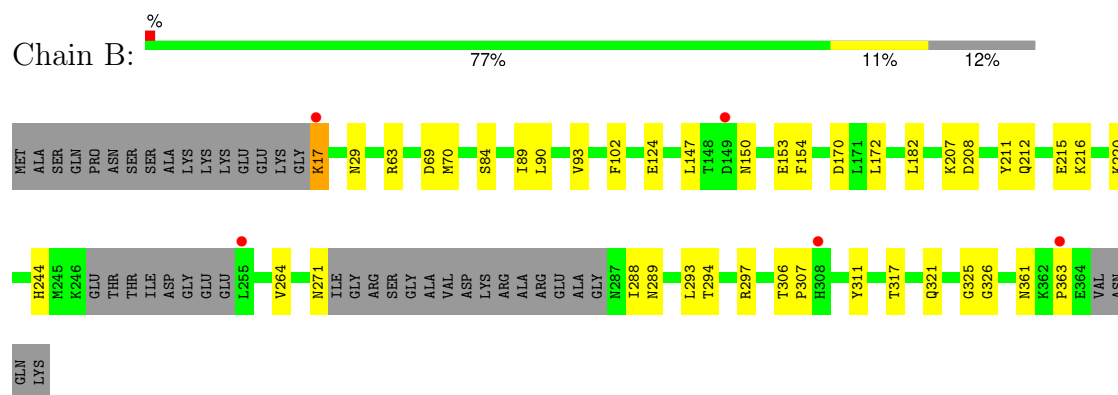 %
Chain B:
77% 11% 12%
MET ALA SER GLN PRO ASN SER SER ALA LYS LYS LYS GLU GLU LYS GLY K17 N29 R63 D69 M70 S84 I89 L90 V93 F102 E124 L147 T148 D149 N150 E153 F154 D170 L171 L172 L182 K207 D208 Y211 Q212 E215 K216
H244 M245 K246 GLU THR THR ILE ASP GLY GLU GLU L255 V264 N271 ILE GLY ARG SER GLY ALA VAL ASP LYS ARG ALA ARG GLU ALA GLY N287 I288 N289 L293 T294 R297 T306 P307 H308 Y311 T317 Q321 G325 G326 N361 K362 P363 E364 VAL ASN
GLN LYS